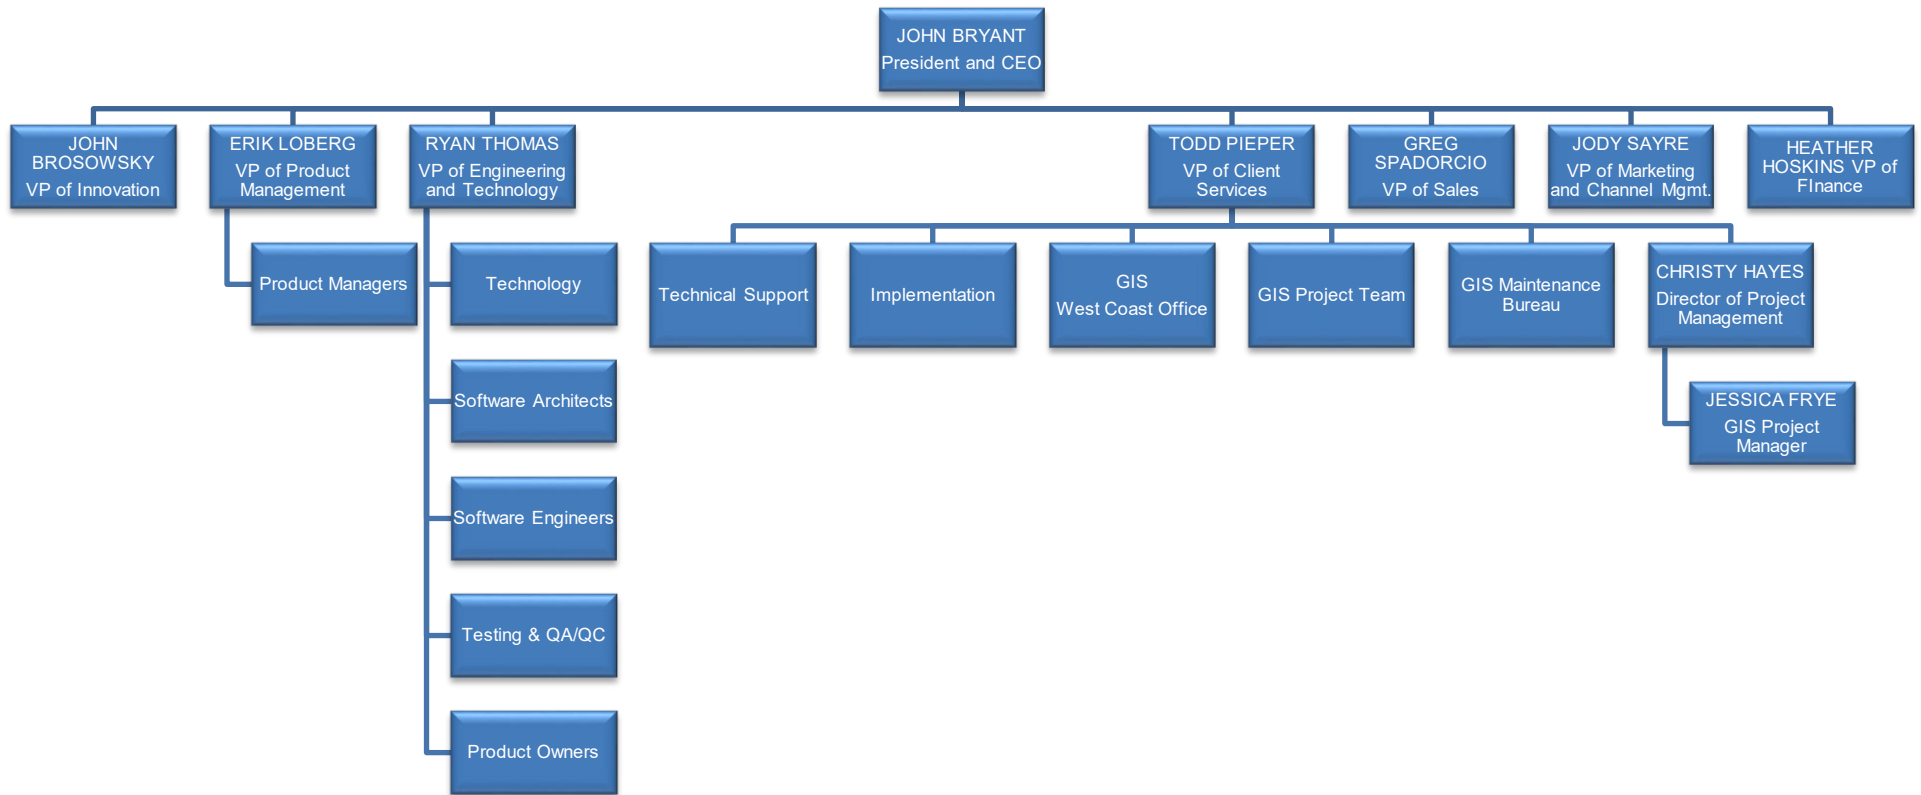 JOHN BRYANT
President and CEO
JOHN
BROSOWSKY
VP of Innovation
ERIK LOBERG
VP of Product
Management
RYAN THOMAS
VP of Engineering
and Technology
TODD PIEPER
VP of Client
Services
GREG
SPADORCIO
VP of Sales
JODY SAYRE
VP of Marketing
and Channel Mgmt.
HEATHER
HOSKINS VP of
FInance
Product Managers
Technology
Technical Support
Implementation
GIS
West Coast Office
GIS Project Team
GIS Maintenance
Bureau
CHRISTY HAYES
Director of Project
Management
Software Architects
JESSICA FRYE
GIS Project
Manager
Software Engineers
Testing & QA/QC
Product Owners